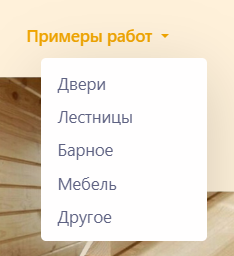 Примеры работ
Двери
Лестницы
Барное
Мебель
Другое